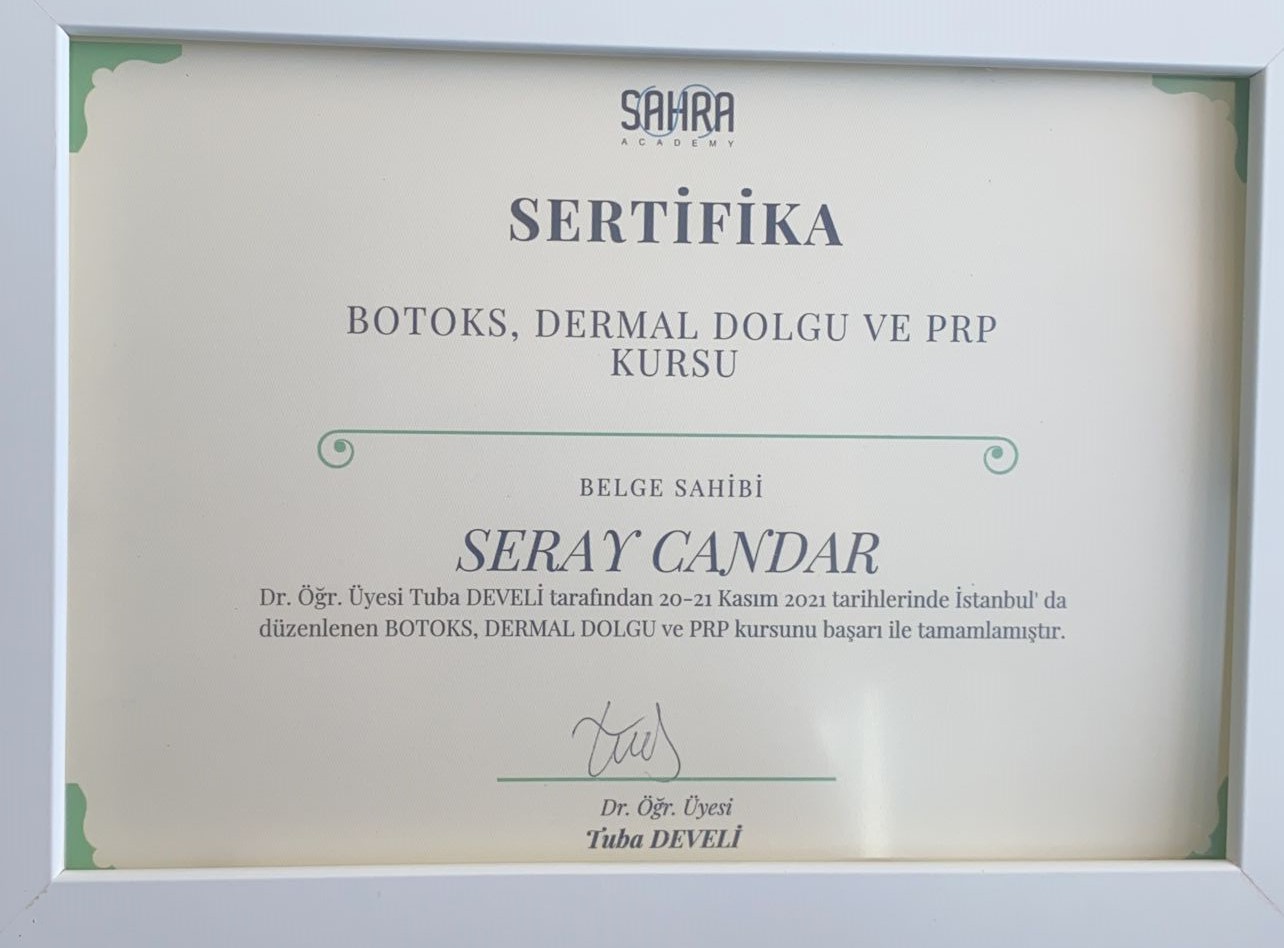 SAHRA
ACADEMY
SERTİFİKA
BOTOKS, DERMAL DOLGU VE PRP
KURSU
BELGE SAHİBİ
SERAY CANDAR
Dr. Öğr. Üyesi Tuba DEVELİ tarafından 20-21 Kasım 2021 tarihlerinde İstanbul' da
düzenlenen BOTOKS, DERMAL DOLGU ve PRP kursunu başarı ile tamamlamıştır.
Dr. Öğr. Üyesi
Tuba DEVELİ